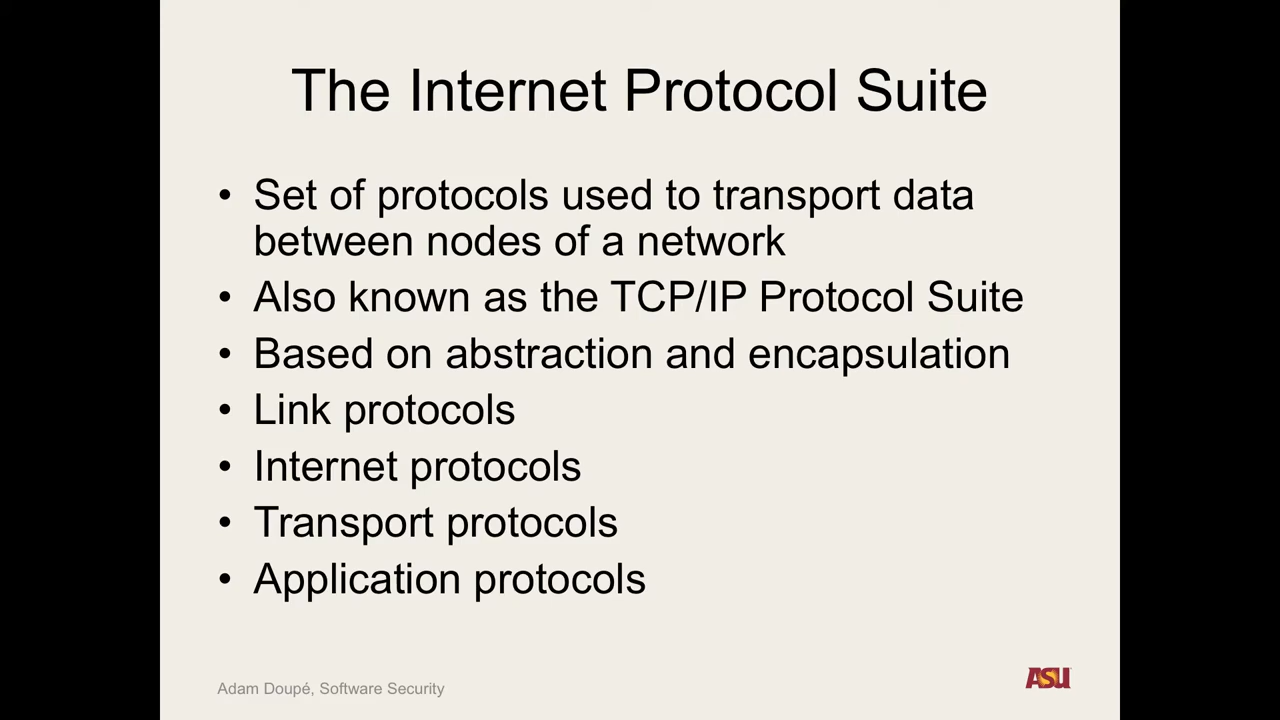 The Internet Protocol Suite
• Set of protocols used to transport data
between nodes of a network
• Also known as the TCP/IP Protocol Suite
• Based on abstraction and encapsulation
• Link protocols
• Internet protocols
• Transport protocols
• Application protocols
Adam Doupé, Software Security
ASU